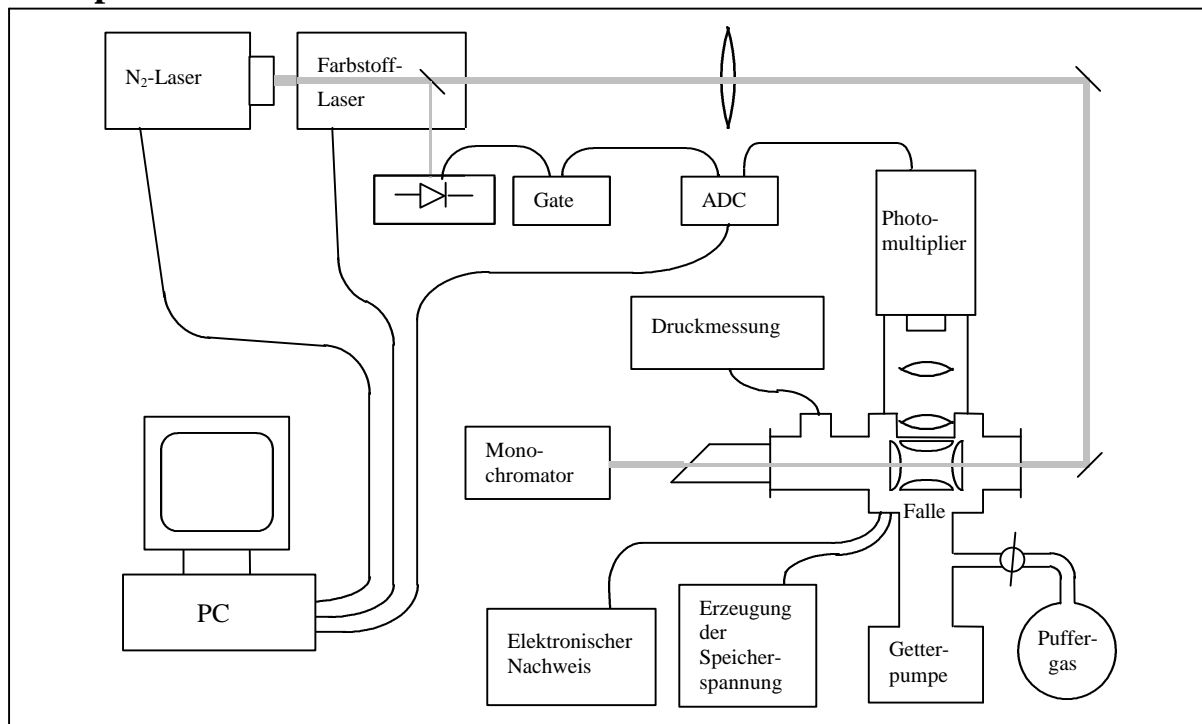 N₂-Laser
Farbstoff-
Laser
Gate
ADC
Photo-
multiplier
Druckmessung
Mono-
chromator
Falle
PC
Elektronischer
Nachweis
Erzeugung
der
Speicher-
spannung
Getter-
pumpe
Puffer-
gas